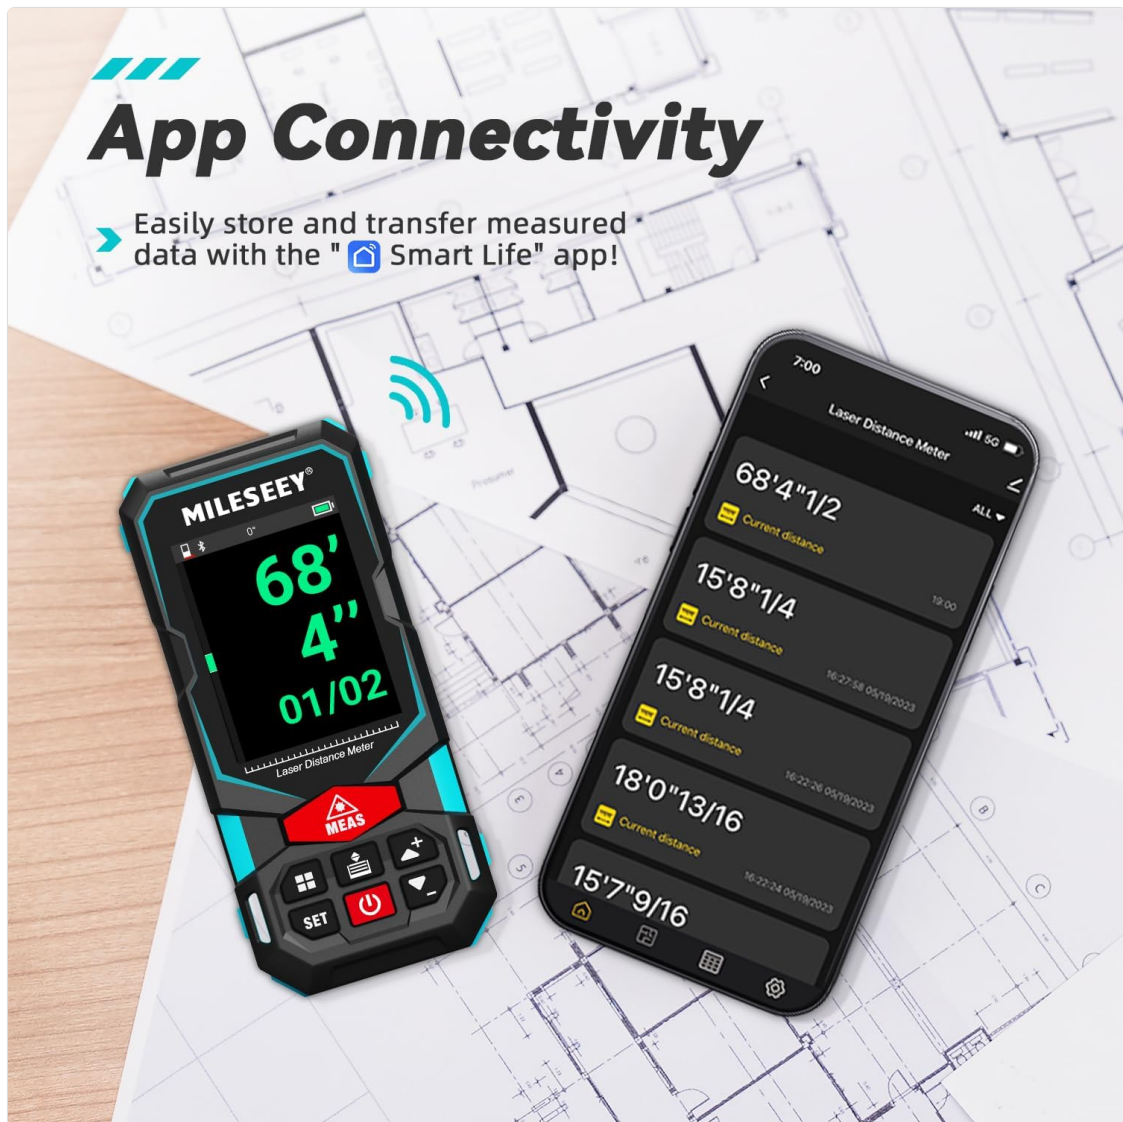 App Connectivity
Easily store and transfer measured
data with the " Smart Life" app!
MILESEEY®
0°
68'
4''
01/02
Laser Distance Meter
MEAS
SET
7:00
5G
Laser Distance Meter
ALL
68'4"1/2
Current distance
19:00
15'8"1/4
Current distance
16:27:58 05/19/2023
15'8"1/4
Current distance
16:22:26 05/19/2023
18'0"13/16
Current distance
16:22:24 05/19/2023
15'7"9/16